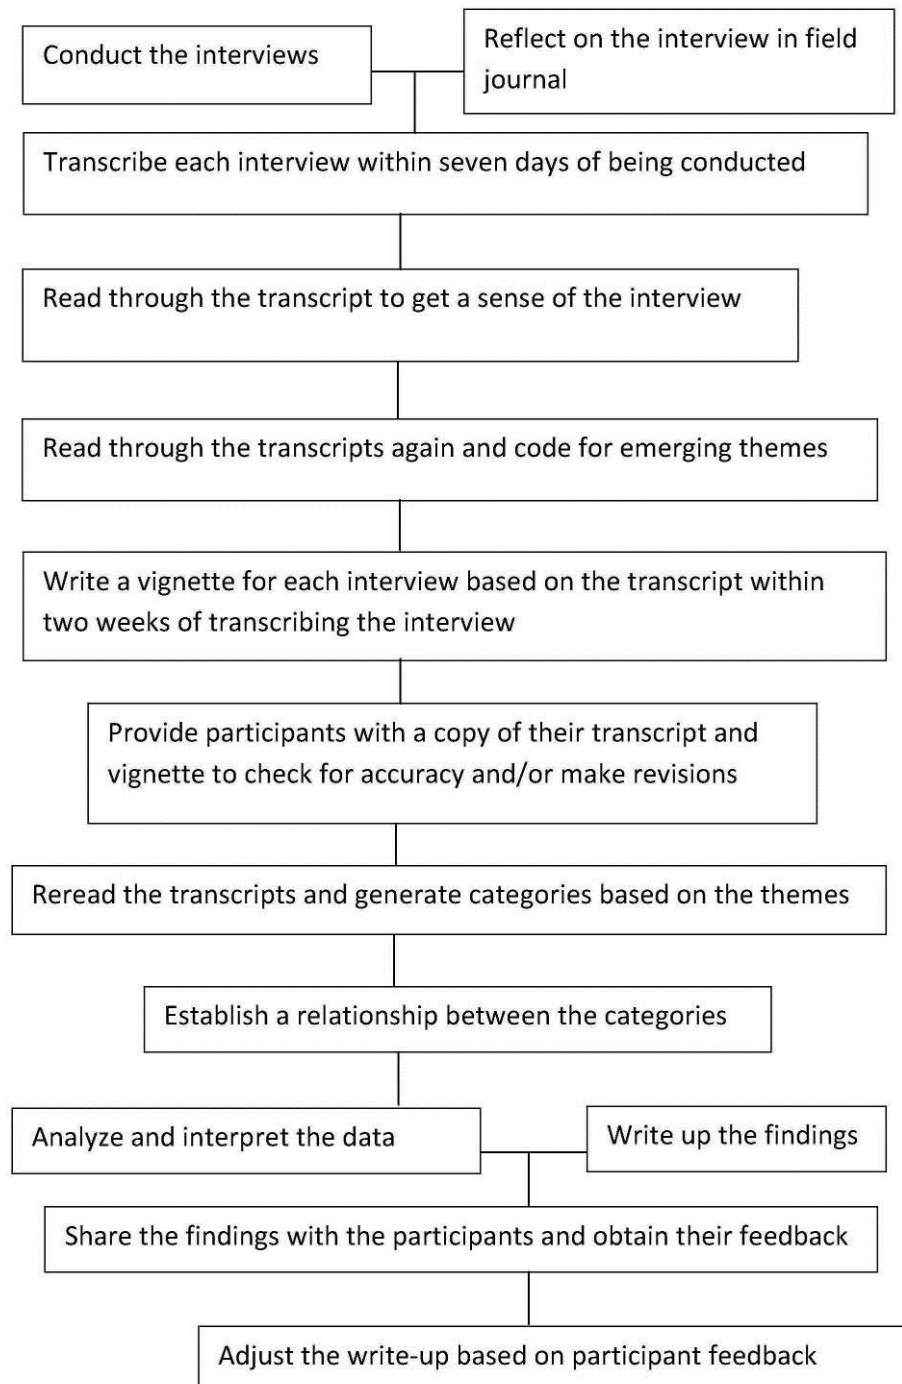 Conduct the interviews
Reflect on the interview in field
journal
Transcribe each interview within seven days of being conducted
Read through the transcript to get a sense of the interview
Read through the transcripts again and code for emerging themes
Write a vignette for each interview based on the transcript within
two weeks of transcribing the interview
Provide participants with a copy of their transcript and
vignette to check for accuracy and/or make revisions
Reread the transcripts and generate categories based on the themes
Establish a relationship between the categories
Analyze and interpret the data
Write up the findings
Share the findings with the participants and obtain their feedback
Adjust the write-up based on participant feedback